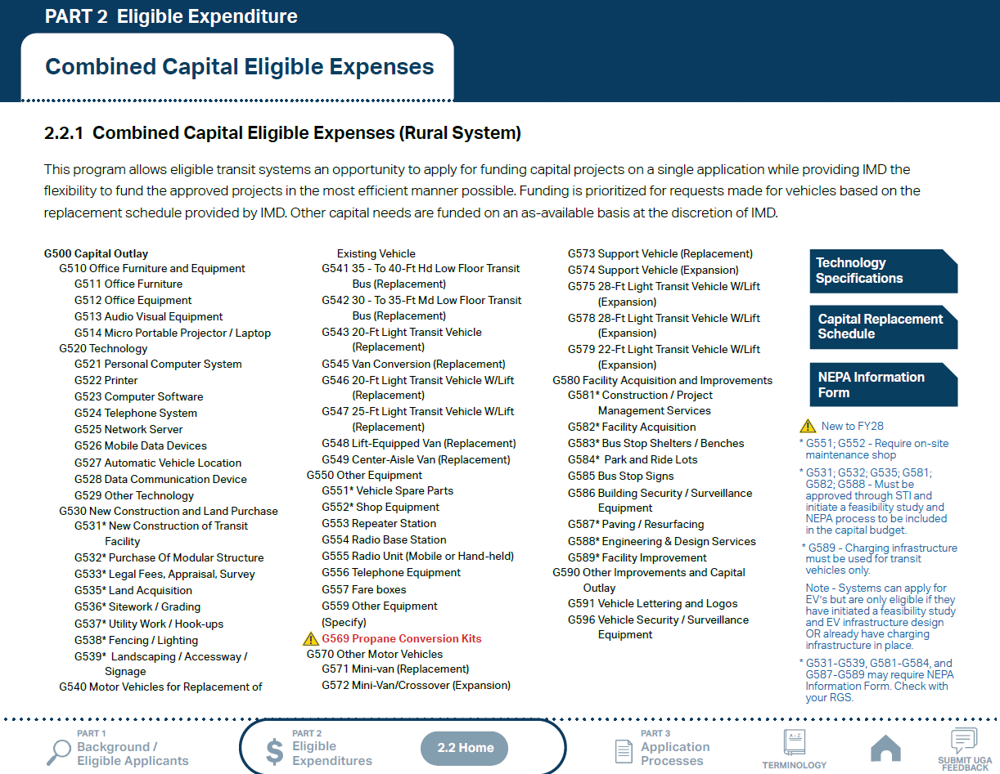 PART 2 Eligible Expenditure
Combined Capital Eligible Expenses
2.2.1 Combined Capital Eligible Expenses (Rural System)
This program allows eligible transit systems an opportunity to apply for funding capital projects on a single application while providing IMD the
flexibility to fund the approved projects in the most efficient manner possible. Funding is prioritized for requests made for vehicles based on the
replacement schedule provided by IMD. Other capital needs are funded on an as-available basis at the discretion of IMD.
G500 Capital Outlay
G510 Office Furniture and Equipment
G511 Office Furniture
G512 Office Equipment
G513 Audio Visual Equipment
G514 Micro Portable Projector / Laptop
G520 Technology
G521 Personal Computer System
G522 Printer
G523 Computer Software
G524 Telephone System
G525 Network Server
G526 Mobile Data Devices
G527 Automatic Vehicle Location
G528 Data Communication Device
G529 Other Technology
G530 New Construction and Land Purchase
G531* New Construction of Transit
Facility
G532* Purchase Of Modular Structure
G533* Legal Fees, Appraisal, Survey
G535* Land Acquisition
G536* Sitework / Grading
G537* Utility Work / Hook-ups
G538* Fencing / Lighting
G539* Landscaping / Accessway /
Signage
G540 Motor Vehicles for Replacement of
Existing Vehicle
G541 35 - To 40-Ft Hd Low Floor Transit
Bus (Replacement)
G542 30 - To 35-Ft Md Low Floor Transit
Bus (Replacement)
G543 20-Ft Light Transit Vehicle
(Replacement)
G545 Van Conversion (Replacement)
G546 20-Ft Light Transit Vehicle W/Lift
(Replacement)
G547 25-Ft Light Transit Vehicle W/Lift
(Replacement)
G548 Lift-Equipped Van (Replacement)
G549 Center-Aisle Van (Replacement)
G550 Other Equipment
G551* Vehicle Spare Parts
G552* Shop Equipment
G553 Repeater Station
G554 Radio Base Station
G555 Radio Unit (Mobile or Hand-held)
G556 Telephone Equipment
G557 Fare boxes
G559 Other Equipment
(Specify)
G569 Propane Conversion Kits
G570 Other Motor Vehicles
G571 Mini-van (Replacement)
G572 Mini-Van/Crossover (Expansion)
G573 Support Vehicle (Replacement)
G574 Support Vehicle (Expansion)
G575 28-Ft Light Transit Vehicle W/Lift
(Expansion)
G578 28-Ft Light Transit Vehicle W/Lift
(Expansion)
G579 22-Ft Light Transit Vehicle W/Lift
(Expansion)
G580 Facility Acquisition and Improvements
G581* Construction / Project
Management Services
G582* Facility Acquisition
G583* Bus Stop Shelters / Benches
G584* Park and Ride Lots
G585 Bus Stop Signs
G586 Building Security / Surveillance
Equipment
G587* Paving / Resurfacing
G588* Engineering & Design Services
G589* Facility Improvement
G590 Other Improvements and Capital
Outlay
G591 Vehicle Lettering and Logos
G596 Vehicle Security / Surveillance
Equipment
Technology
Specifications
Capital Replacement
Schedule
NEPA Information
Form
New to FY28
* G551; G552 - Require on-site
maintenance shop
* G531; G532; G535; G581;
G582; G588 - Must be
approved through STI and
initiate a feasibility study and
NEPA process to be included
in the capital budget.
* G589 - Charging infrastructure
must be used for transit
vehicles only.
Note - Systems can apply for
EV's but are only eligible if they
have initiated a feasibility study
and EV infrastructure design
OR already have charging
infrastructure in place.
* G531-G539, G581-G584, and
G587-G589 may require NEPA
Information Form. Check with
your RGS.
PART 1
Background /
Eligible Applicants
PART 2
Eligible
Expenditures
2.2 Home
PART 3
Application
Processes
A - Z
TERMINOLOGY
SUBMIT UGA
FEEDBACK